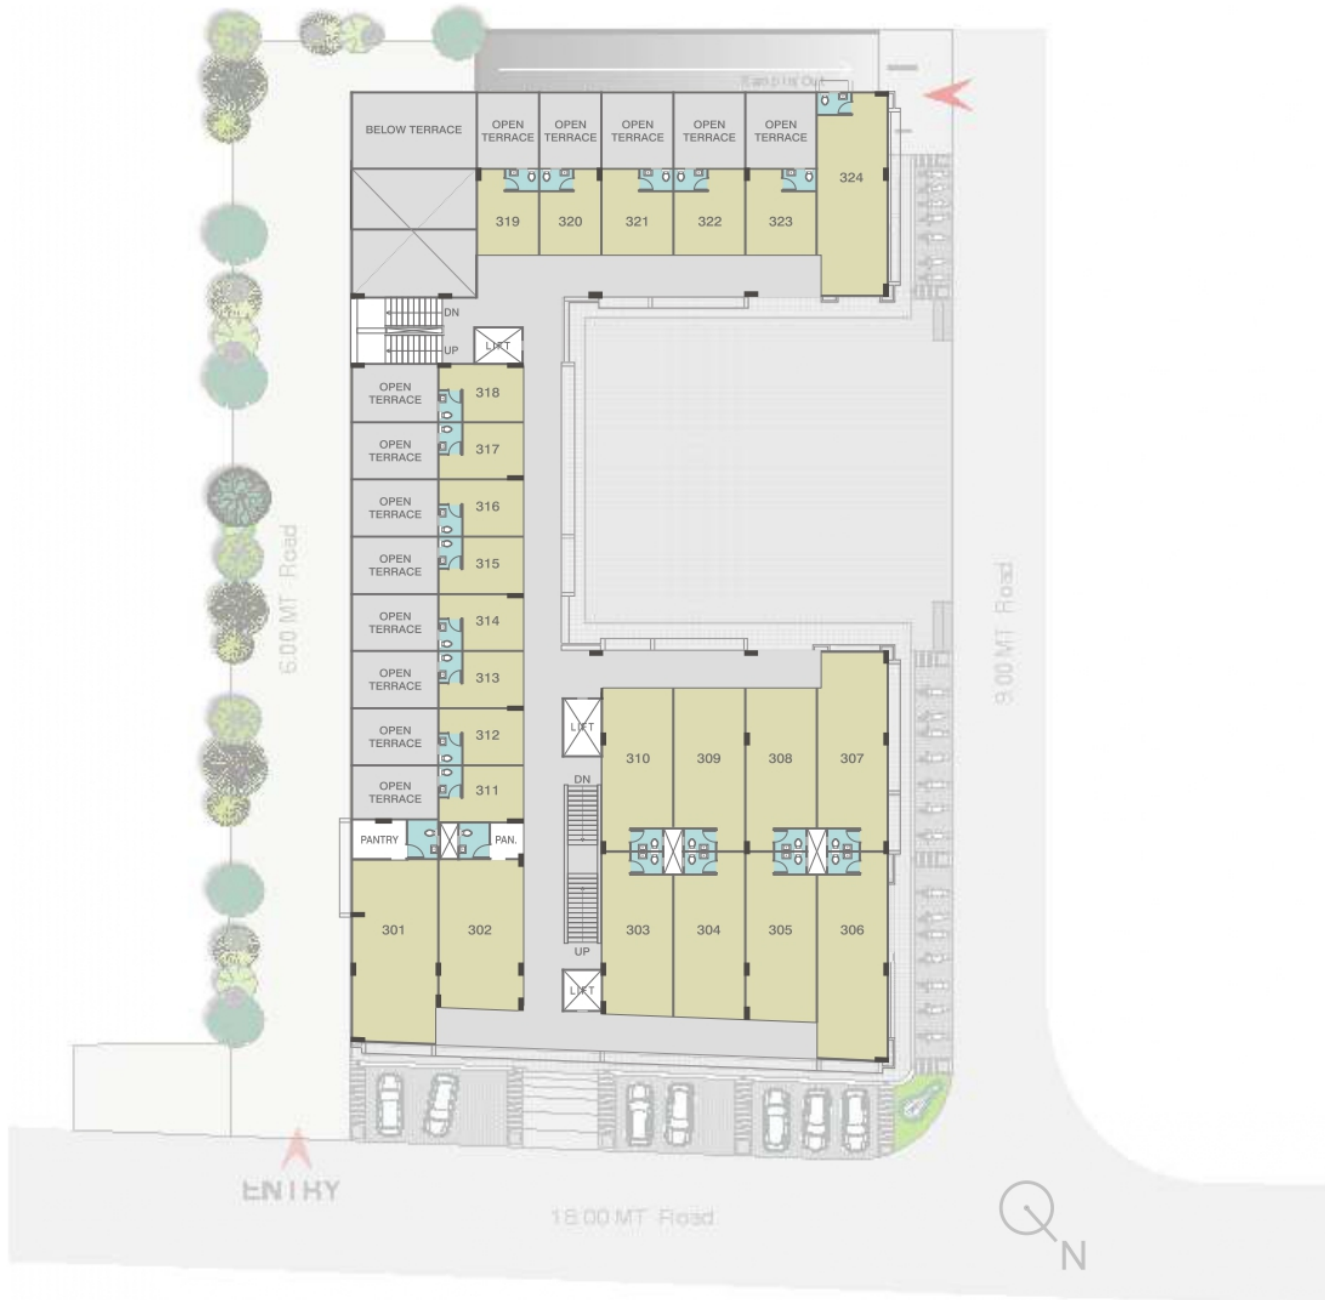 Ramp in Out
BELOW TERRACE
OPEN
TERRACE
OPEN
TERRACE
OPEN
TERRACE
OPEN
TERRACE
OPEN
TERRACE
324
319
320
321
322
323
DN
UP
LIFT
OPEN
TERRACE
318
OPEN
TERRACE
317
OPEN
TERRACE
316
OPEN
TERRACE
315
OPEN
TERRACE
314
OPEN
TERRACE
313
OPEN
TERRACE
312
OPEN
TERRACE
311
6.00 MT Road
9.00 MT Road
LIFT
DN
310
309
308
307
PANTRY
PAN.
301
302
303
304
305
306
UP
LIFT
ENTRY
18.00 MT Road
N